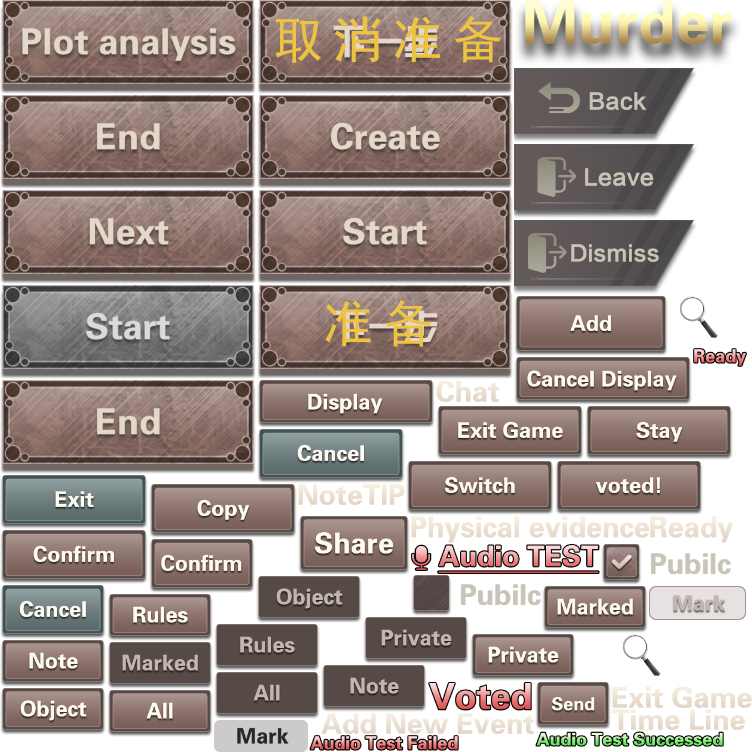 Plot analysis
取消准备
Murder
Back
End
Create
Leave
Next
Start
Dismiss
Start
准备
Add
Ready
Cancel Display
End
Display
Chat
Exit Game
Stay
Cancel
Switch
voted!
Exit
Copy
NoteTIP
Physical evidence
Ready
Confirm
Confirm
Share
Audio TEST
Pubilc
Cancel
Rules
Object
Pubilc
Marked
Mark
Note
Marked
Rules
Private
Private
Object
All
All
Note
Voted
Send
Exit Game
Mark
Add New Event
Time Line
Audio Test Failed
Audio Test Successed